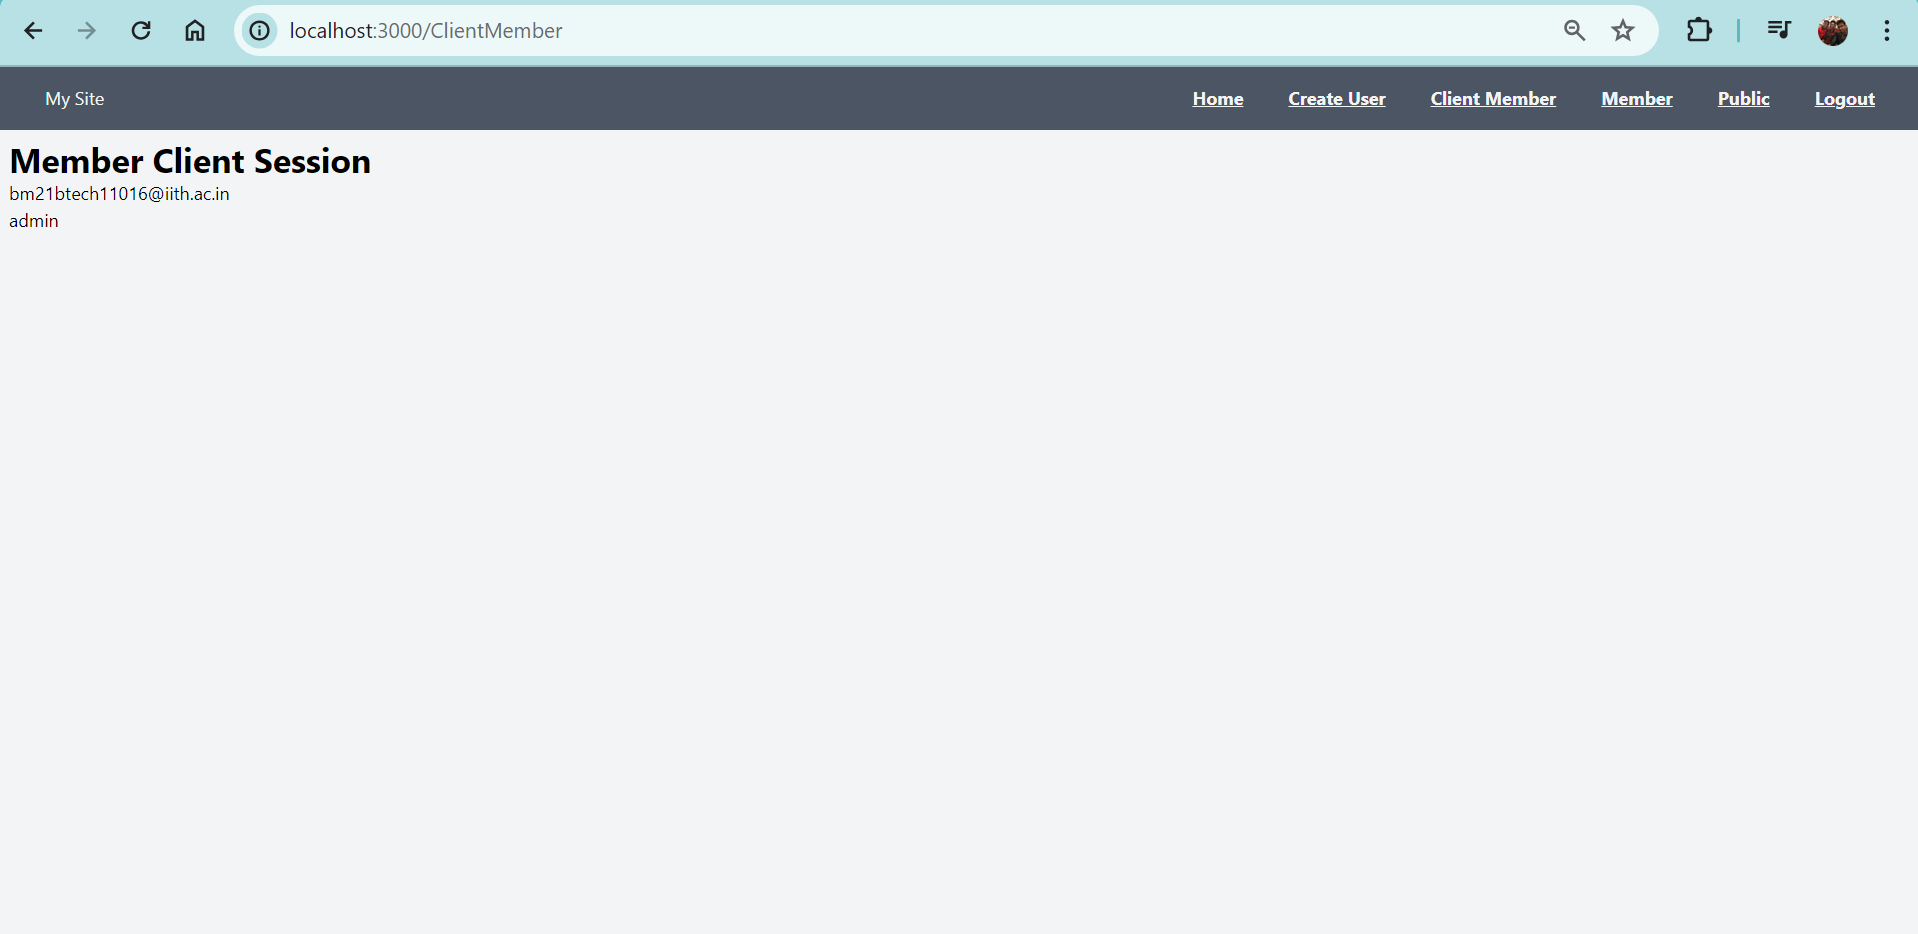 localhost:3000/ClientMember
My Site Home Create User Client Member Member Public Logout
Member Client Session
bm21btech11016@iith.ac.in
admin